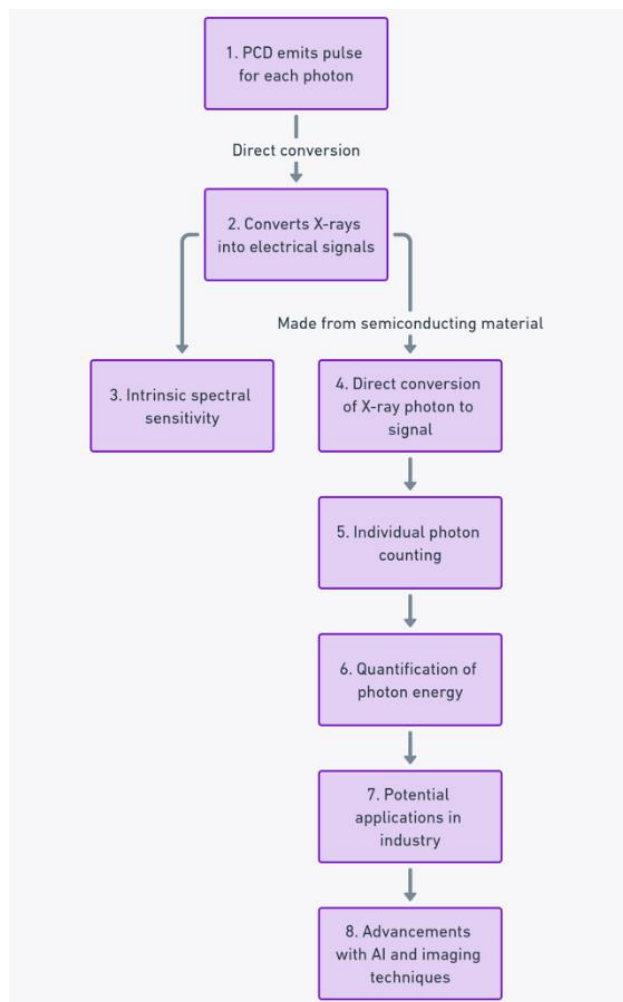 1. PCD emits pulse
for each photon
Direct conversion
2. Converts X-rays
into electrical signals
Made from semiconducting material
3. Intrinsic spectral
sensitivity
4. Direct conversion
of X-ray photon to
signal
5. Individual photon
counting
6. Quantification of
photon energy
7. Potential
applications in
industry
8. Advancements
with AI and imaging
techniques